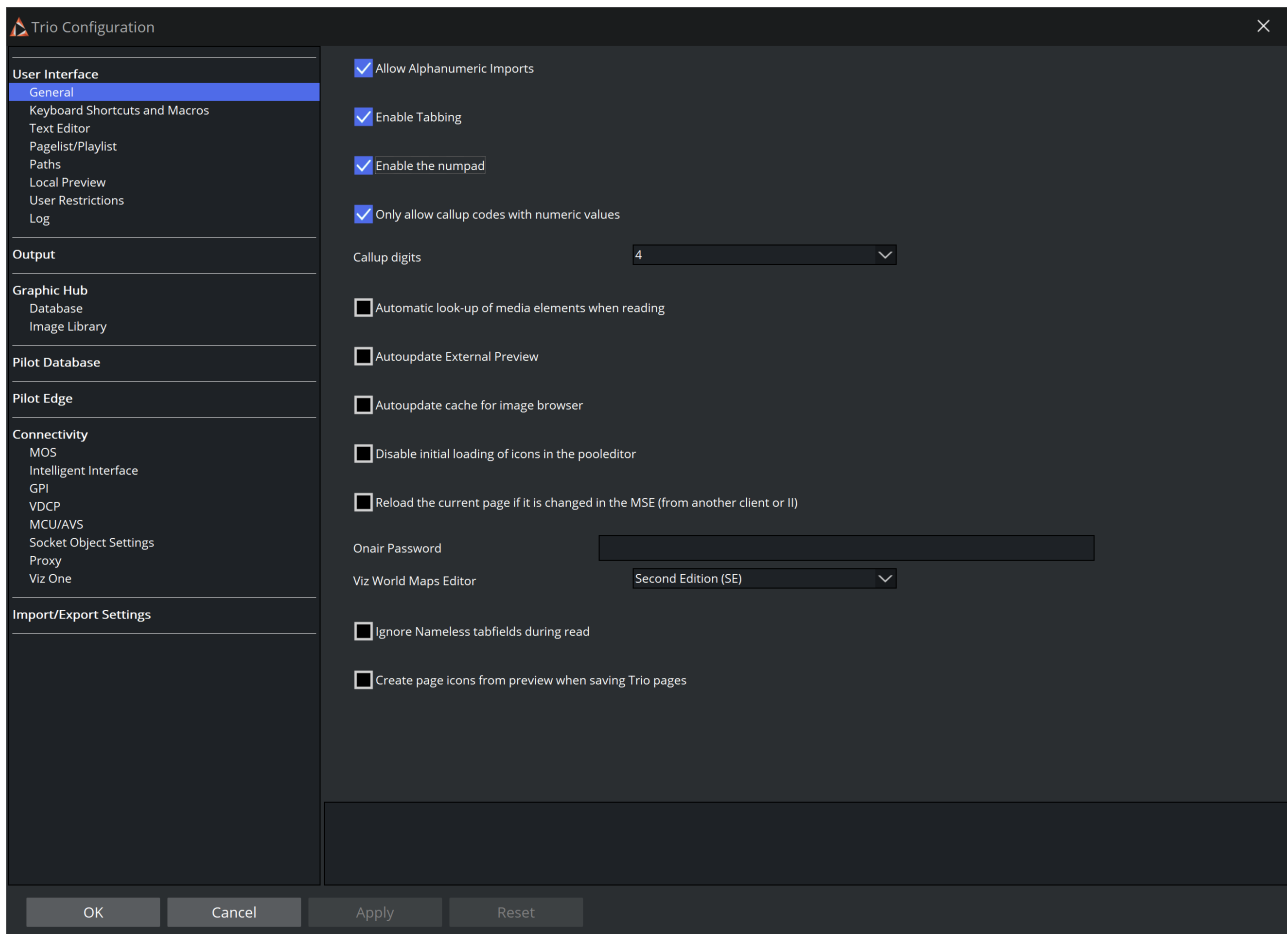 Trio Configuration
User Interface
General
Keyboard Shortcuts and Macros
Text Editor
Pagelist/Playlist
Paths
Local Preview
User Restrictions
Log
Output
Graphic Hub
Database
Image Library
Pilot Database
Pilot Edge
Connectivity
MOS
Intelligent Interface
GPI
VDCP
MCU/AVS
Socket Object Settings
Proxy
Viz One
Import/Export Settings
Allow Alphanumeric Imports
Enable Tabbing
Enable the numpad
Only allow callup codes with numeric values
Callup digits 4
Automatic look-up of media elements when reading
Autoupdate External Preview
Autoupdate cache for image browser
Disable initial loading of icons in the pooleditor
Reload the current page if it is changed in the MSE (from another client or II)
Onair Password
Viz World Maps Editor Second Edition (SE)
Ignore Nameless tabfields during read
Create page icons from preview when saving Trio pages
OK Cancel Apply Reset